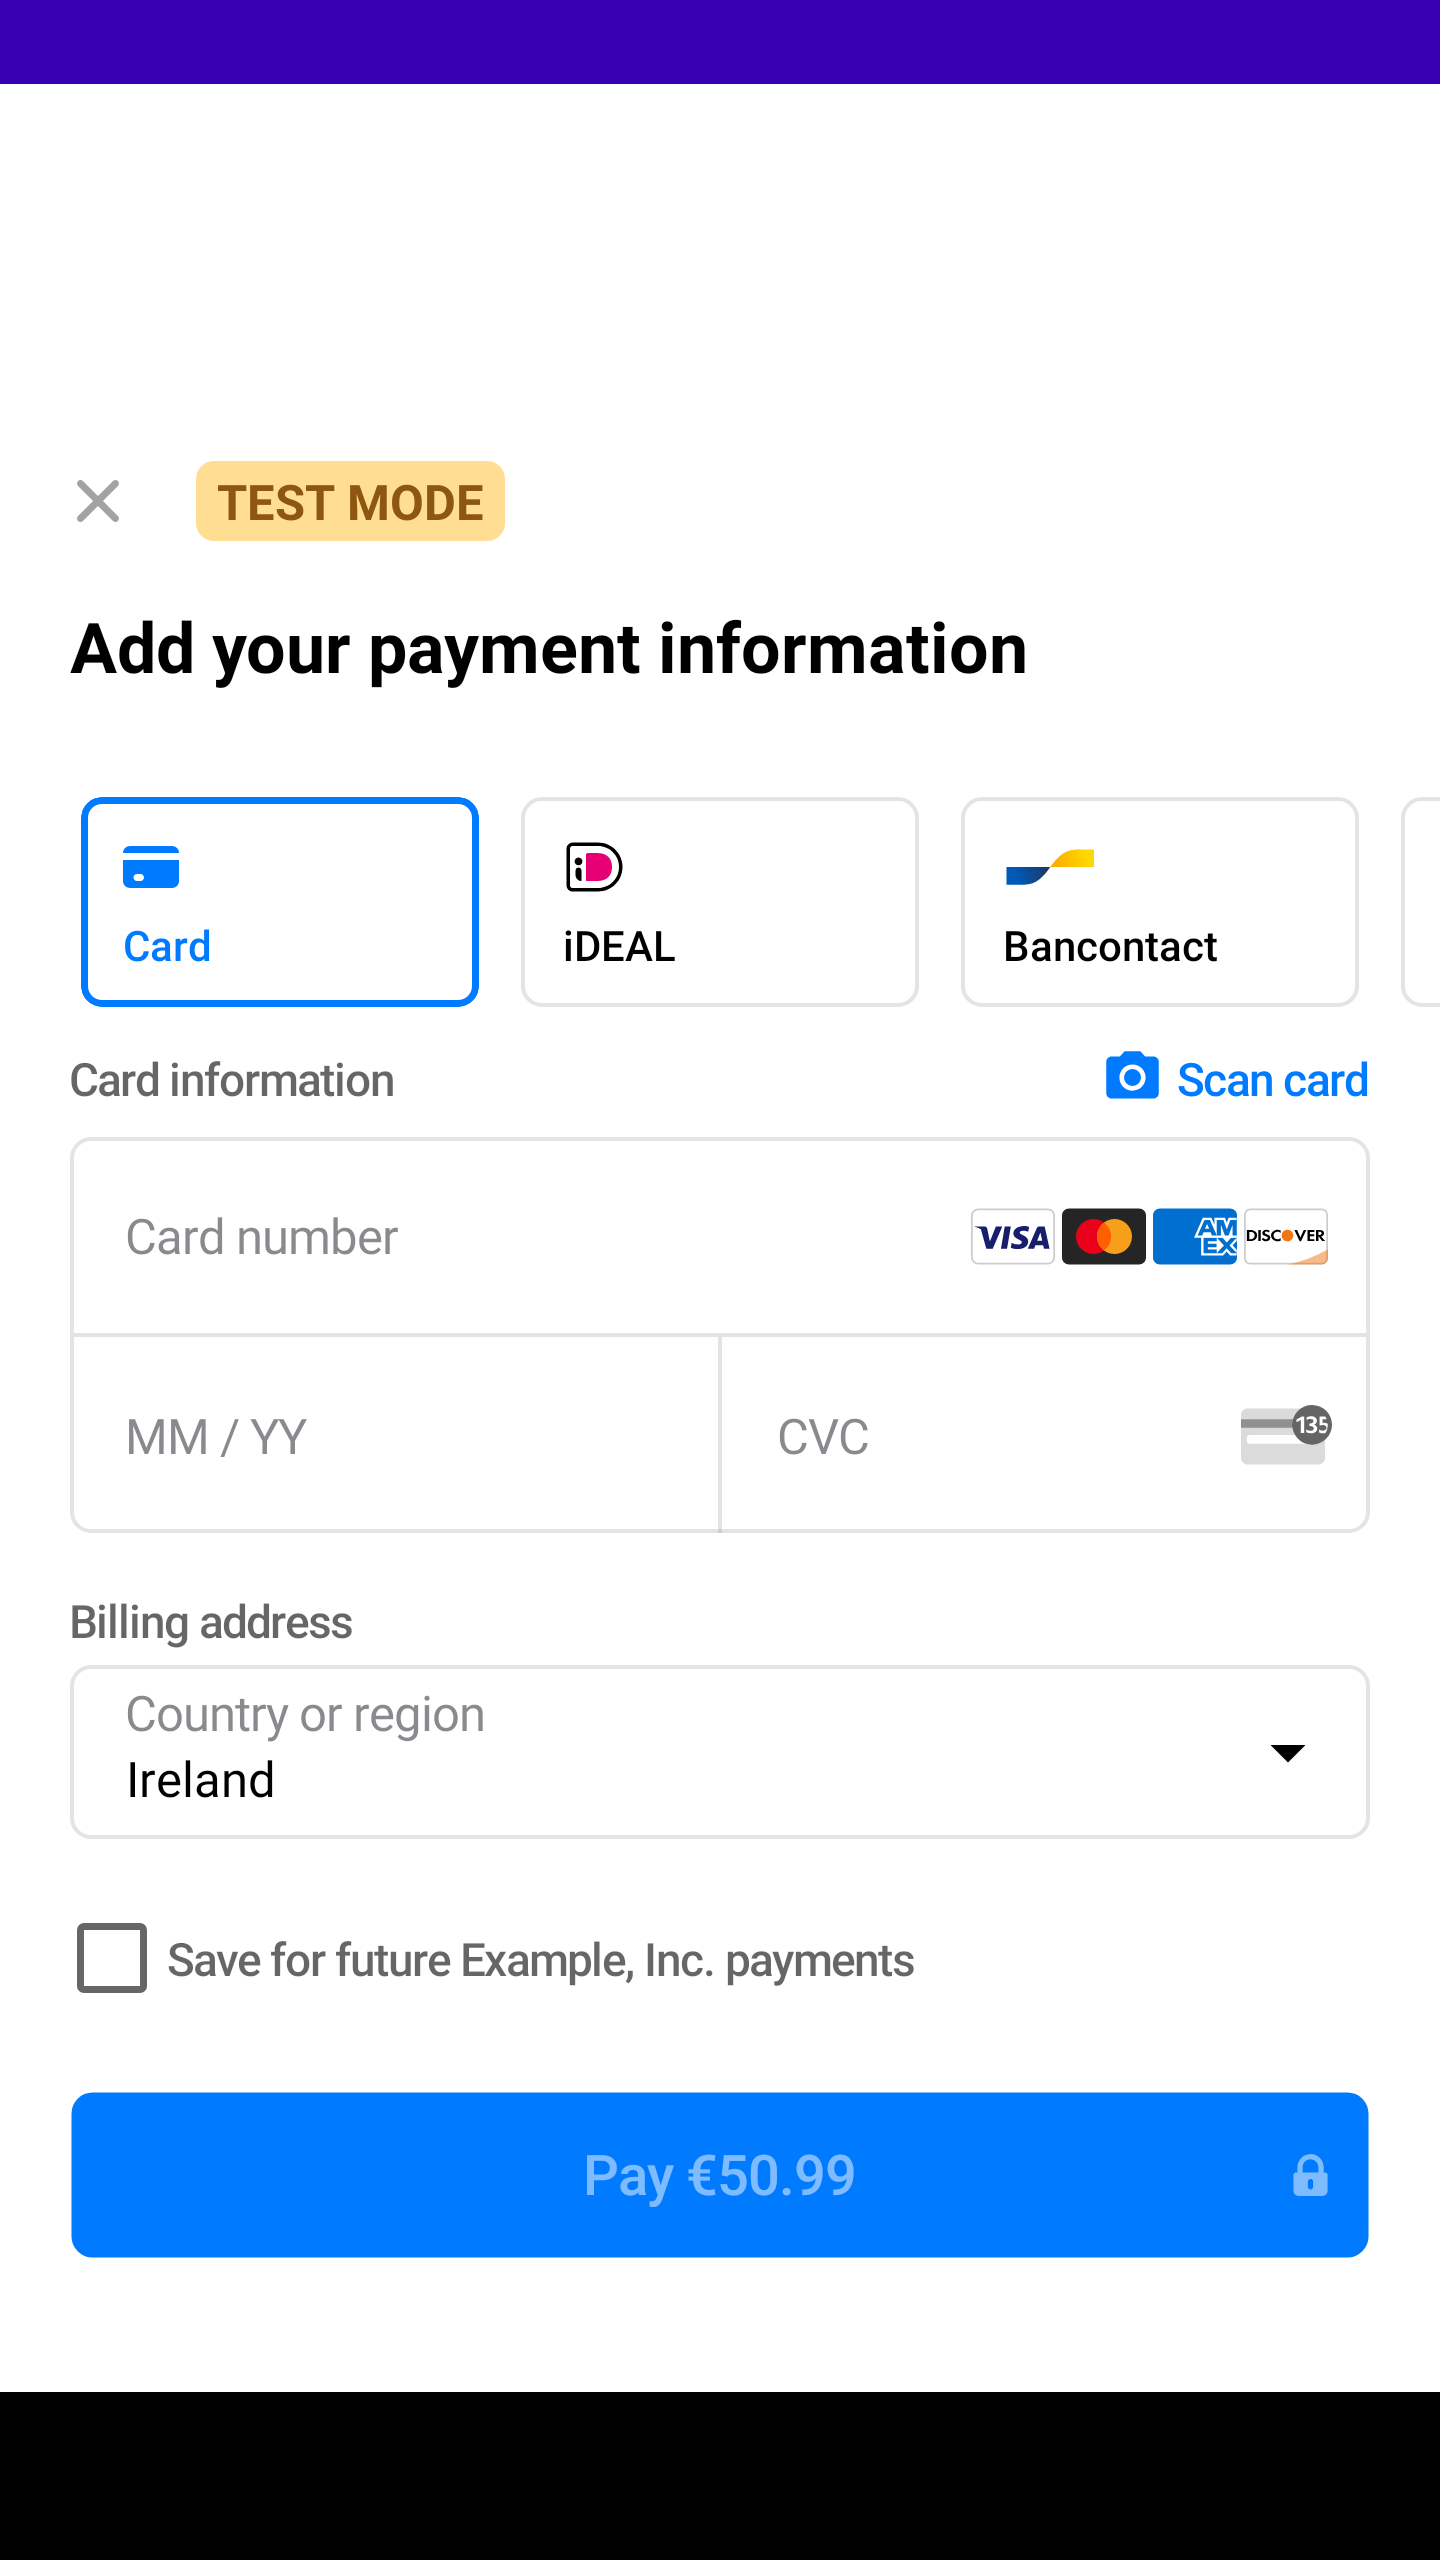 TEST MODE
Add your payment information
Card
iDEAL
Bancontact
Card information
Scan card
Card number
VISA
AM
EX
DISCOVER
MM / YY
CVC
135
Billing address
Country or region
Ireland
Save for future Example, Inc. payments
Pay €50.99